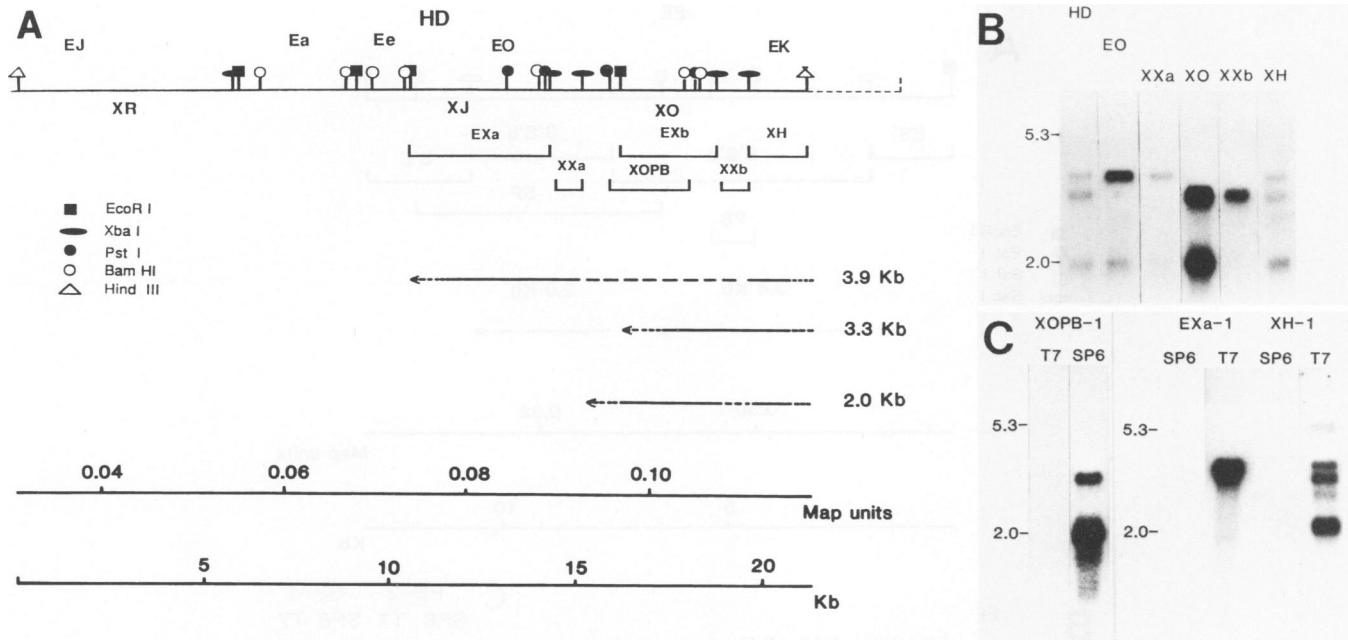 A
HD
EJ Ea Ee EO EK
XR XJ XO
EXa EXb XH
XXa XOPB XXb
EcoR I
Xba I
Pst I
Bam HI
Hind III
3.9 Kb
3.3 Kb
2.0 Kb
0.04 0.06 0.08 0.10
Map units
5 10 15 20
Kb
B
HD
EO
XXa XO XXb XH
5.3-
2.0-
C
XOPB-1 EXa-1 XH-1
T7 SP6 SP6 T7 SP6 T7
5.3- 5.3-
2.0- 2.0-